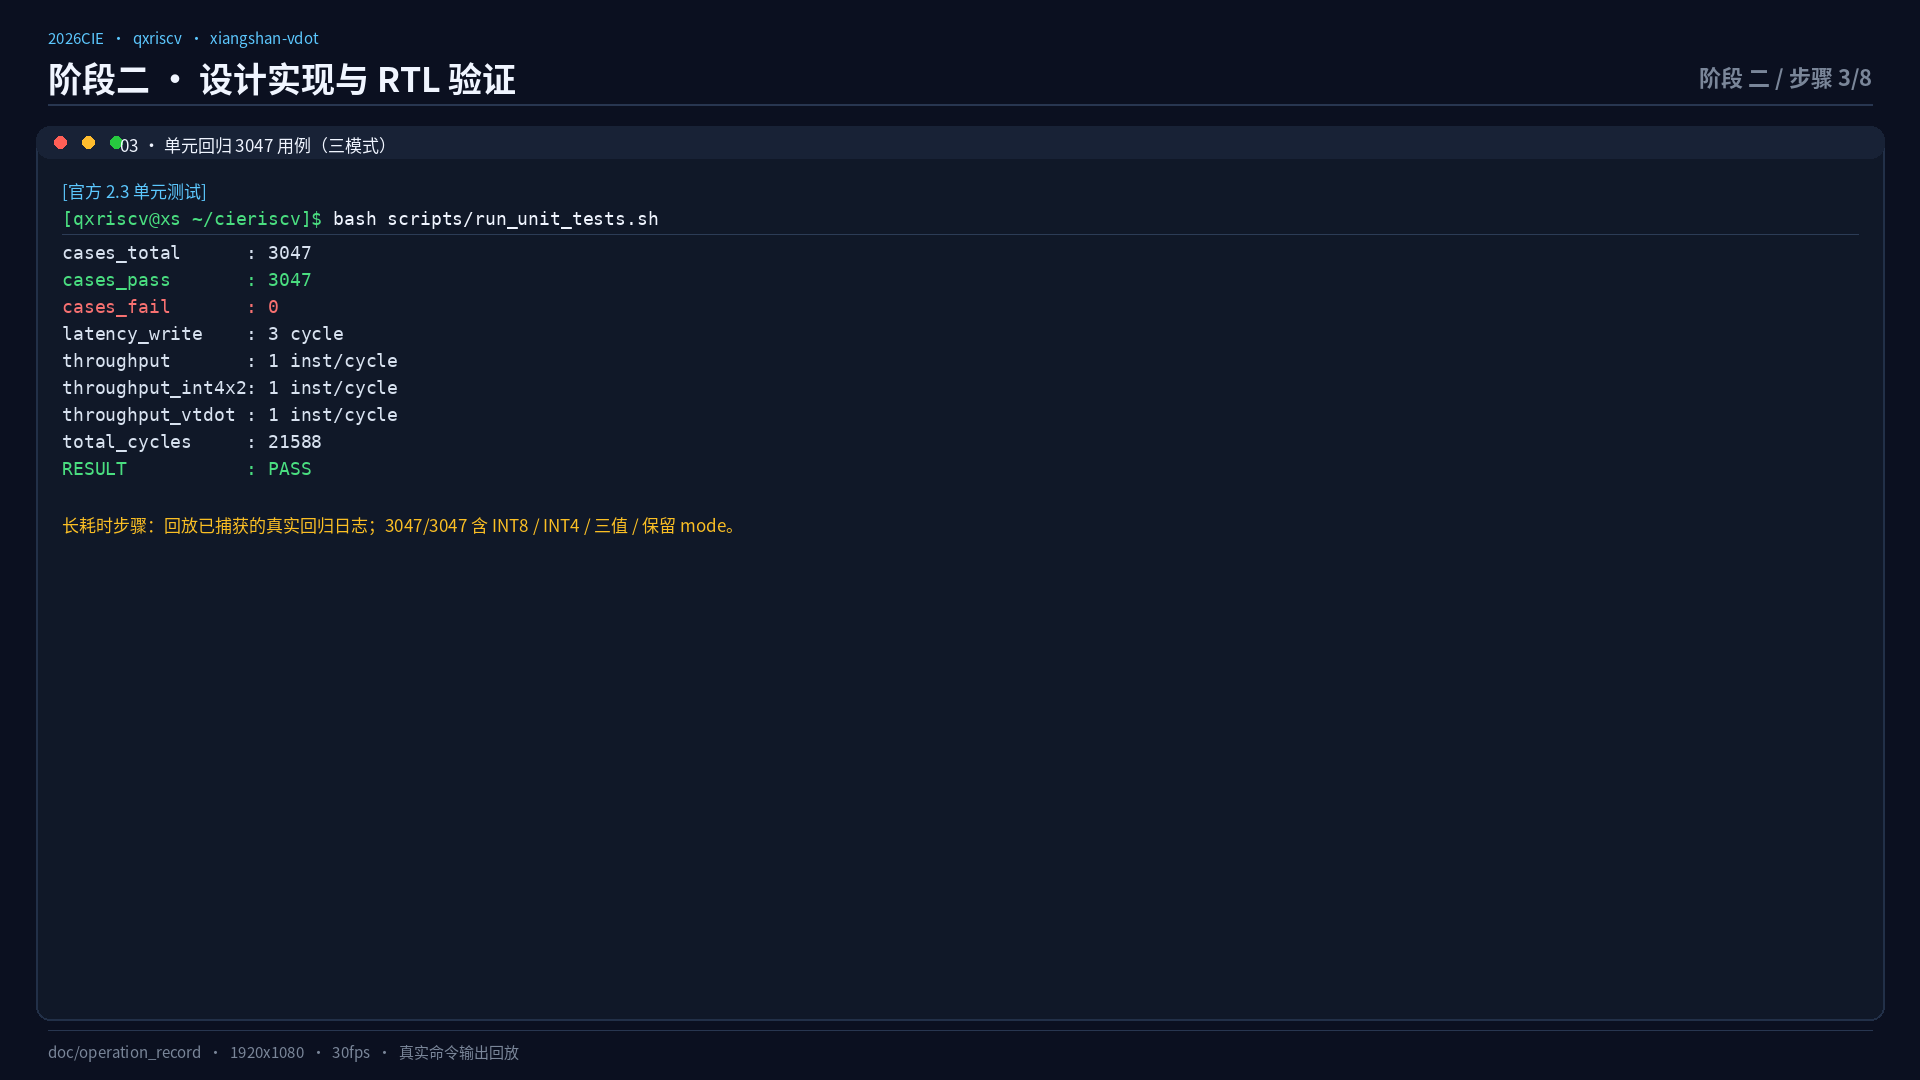 2026CIE · qxriscv · xiangshan-vdot
阶段二 · 设计实现与 RTL 验证
阶段 二 / 步骤 3/8
03 · 单元回归 3047 用例（三模式）
[官方 2.3 单元测试]
[qxriscv@xs ~/cieriscv]$ bash scripts/run_unit_tests.sh
cases_total      : 3047
cases_pass       : 3047
cases_fail       : 0
latency_write    : 3 cycle
throughput       : 1 inst/cycle
throughput_int4x2: 1 inst/cycle
throughput_vtdot : 1 inst/cycle
total_cycles     : 21588
RESULT           : PASS
长耗时步骤：回放已捕获的真实回归日志；3047/3047 含 INT8 / INT4 / 三值 / 保留 mode。
doc/operation_record · 1920x1080 · 30fps · 真实命令输出回放